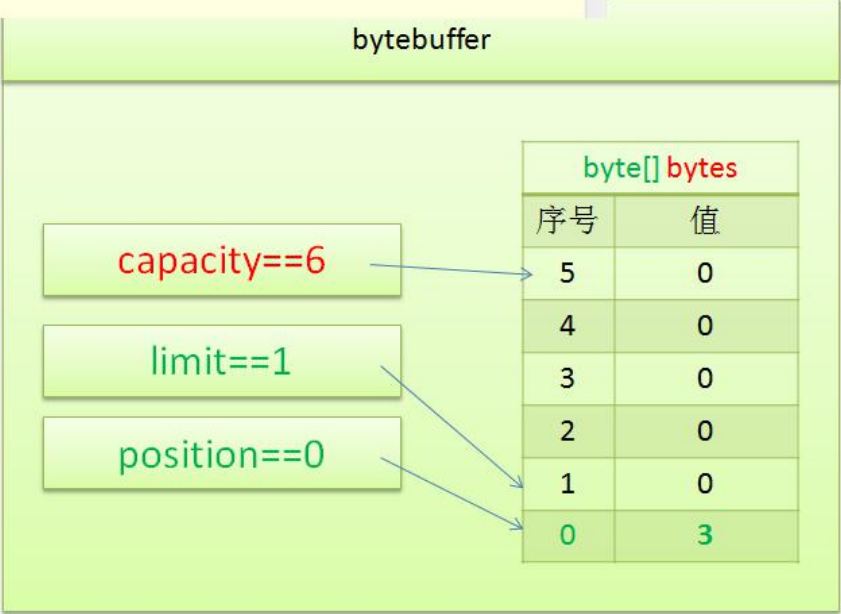 bytebuffer
byte[] bytes
序号 值
capacity==6
5 0
4 0
limit==1
3 0
2 0
position==0
1 0
0 3